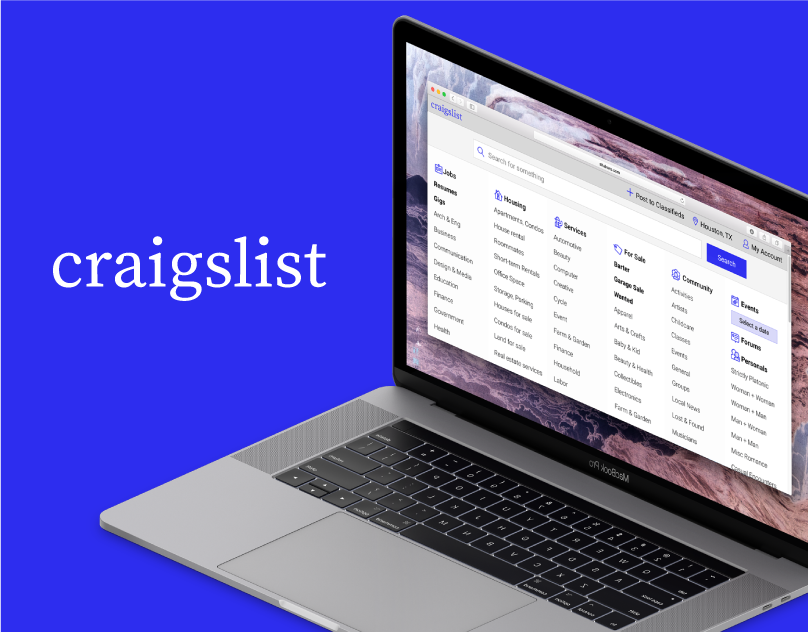 craigslist
craigslist
Search for something
Post to Classifieds
Houston, TX
My Account
Search
Jobs
Resumes
Gigs
Arch & Eng
Business
Communication
Design & Media
Education
Finance
Government
Health
Housing
Apartments, Condos
House rental
Roommates
Short-term Rentals
Office Space
Storage, Parking
Houses for sale
Condos for sale
Land for sale
Real estate services
Services
Automotive
Beauty
Computer
Creative
Cycle
Event
Farm & Garden
Finance
Household
Labor
For Sale
Barter
Garage Sale
Wanted
Apparel
Arts & Crafts
Baby & Kid
Beauty & Health
Collectibles
Electronics
Farm & Garden
Community
Activities
Artists
Childcare
Classes
Events
General
Groups
Local News
Lost & Found
Musicians
Events
Select a date
Forums
Personals
Strictly Platonic
Woman + Woman
Woman + Man
Man + Woman
Man + Man
Misc Romance
Casual Encounters
MacBook Pro